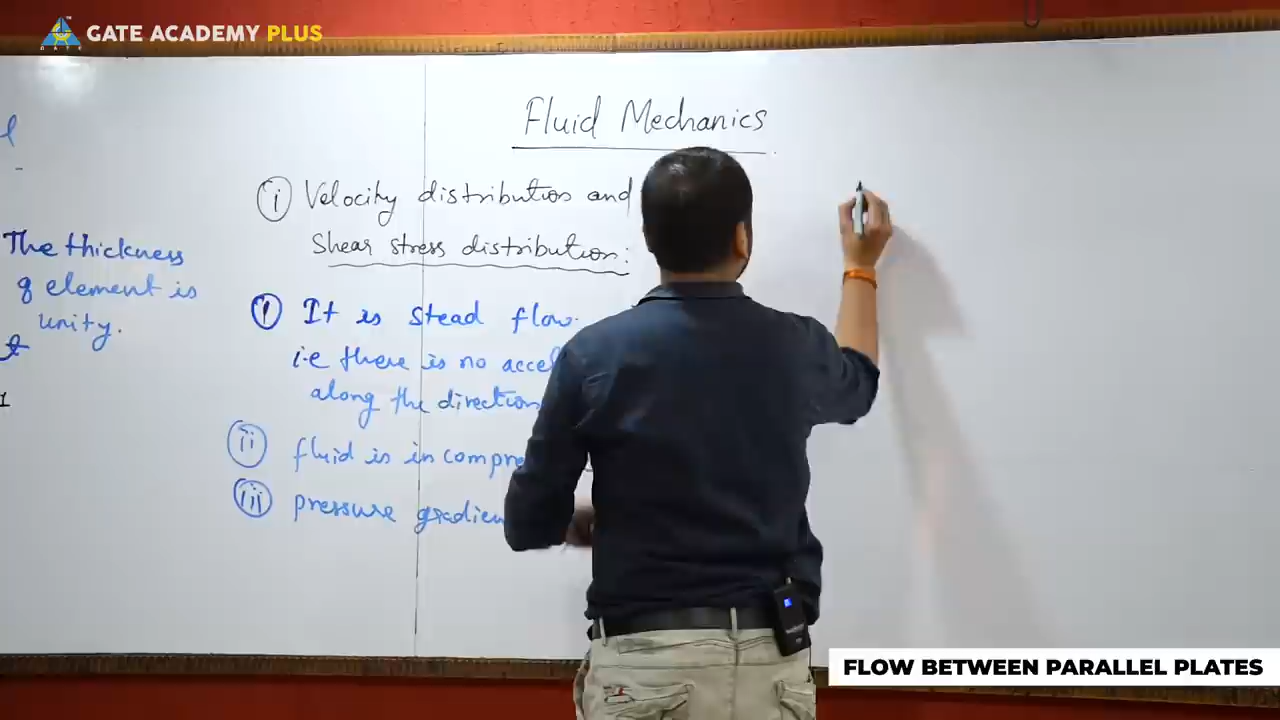 GATE ACADEMY PLUS
GATE
Fluid Mechanics
The thickness
of element is
unity.
(i) Velocity distribution and
Shear stress distribution:
(1) It is stead flow.
i.e there is no accel
along the direction
(ii) fluid is in compre
(iii) pressure gradien
FLOW BETWEEN PARALLEL PLATES